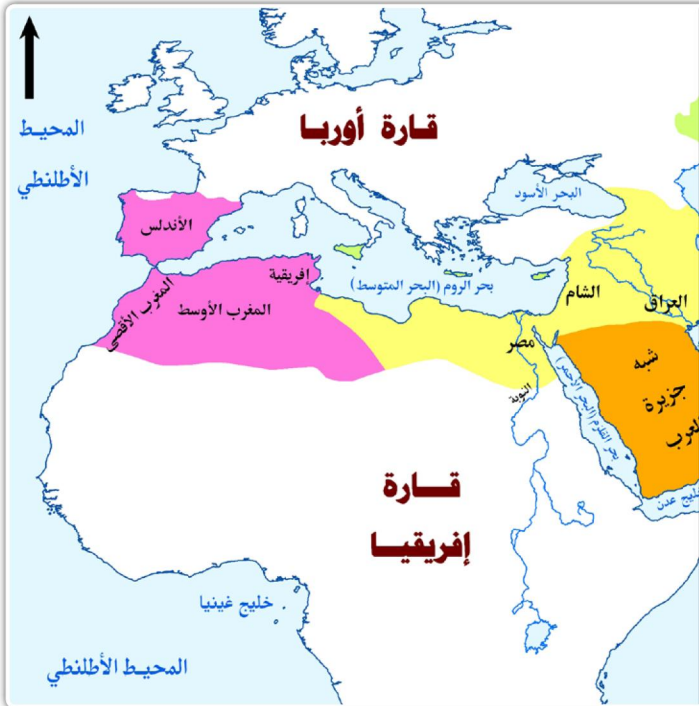 قارة أوربا
المحيط
الأطلنطي
البحر الأسود
الأندلس
إفريقية
بحر الروم (البحر المتوسط)
المغرب الأوسط
المغرب الأقصى
الشام
العراق
مصر
النوبة
شبه
جزيرة
العرب
بحر القلزم (البحر الأحمر)
خليج عدن
قارة
إفريقيا
خليج غينيا
المحيط الأطلنطي